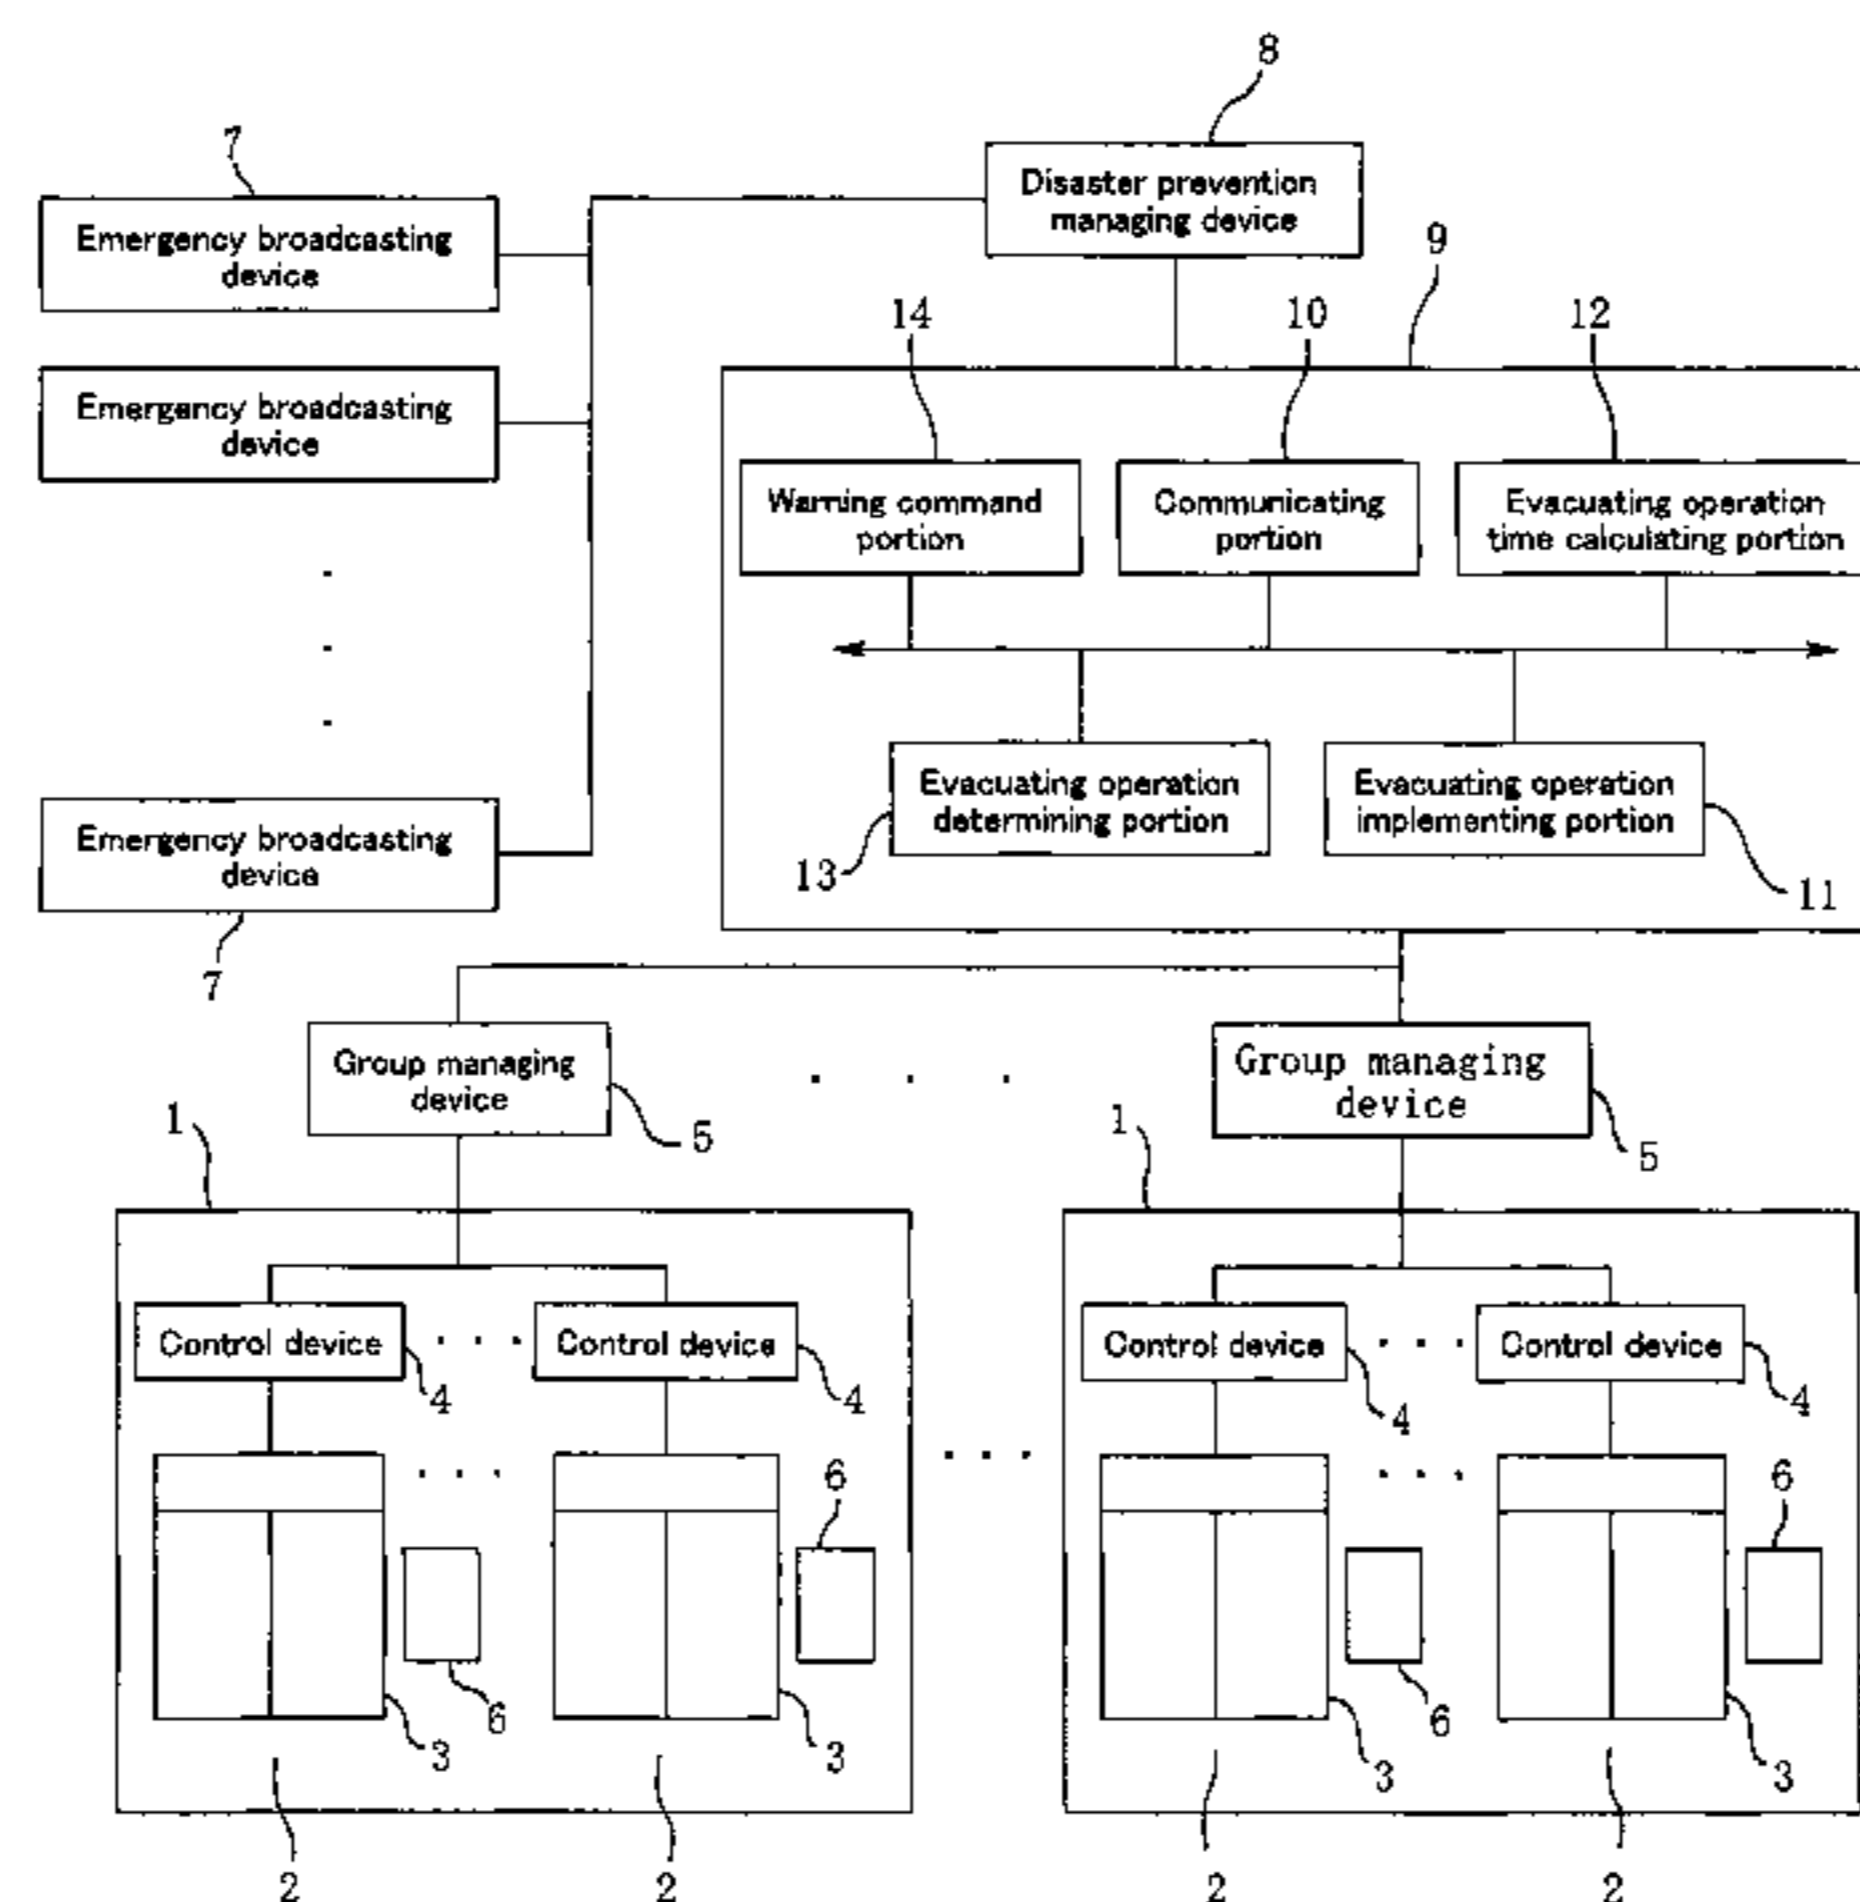 8
7
Disaster prevention
managing device
Emergency broadcasting
device
9
14
10
12
Emergency broadcasting
device
Warning command
portion
Communicating
portion
Evacuating operation
time calculating portion
Evacuating operation
determining portion
Evacuating operation
implementing portion
Emergency broadcasting
device
13
11
7
Group managing
device
Group managing
device
1
5
1
5
Control device
Control device
Control device
Control device
4
4
4
4
6
6
6
6
3
3
3
3
2
2
2
2